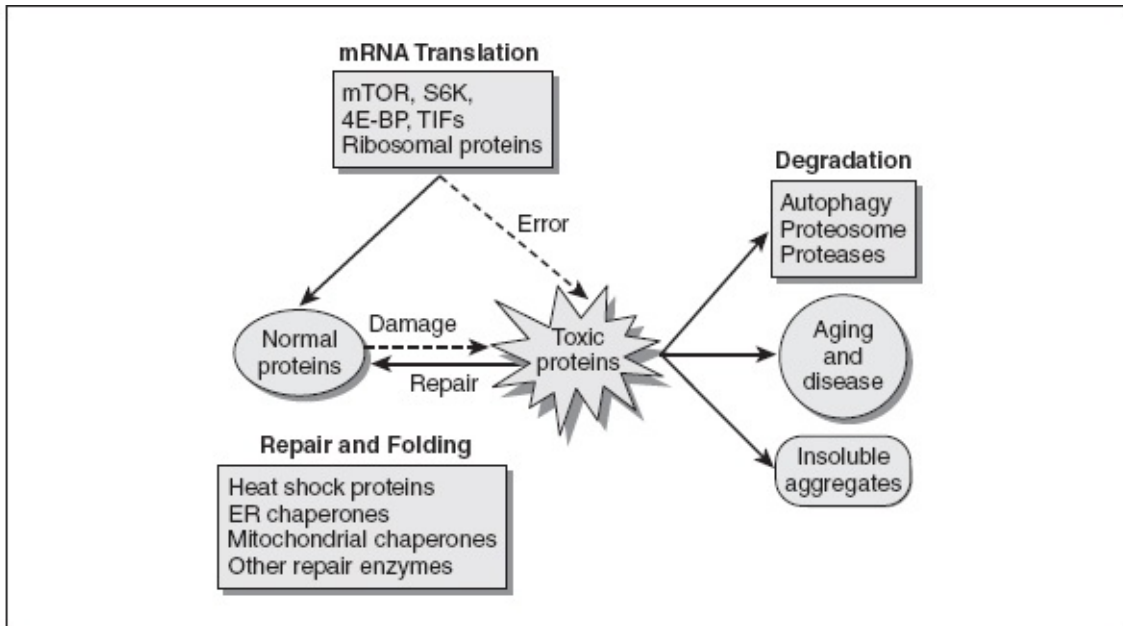 mRNA Translation
mTOR, S6K,
4E-BP, TIFs
Ribosomal proteins
Error
Degradation
Autophagy
Proteosome
Proteases
Normal
proteins
Damage
Repair
Toxic
proteins
Aging
and
disease
Insoluble
aggregates
Repair and Folding
Heat shock proteins
ER chaperones
Mitochondrial chaperones
Other repair enzymes